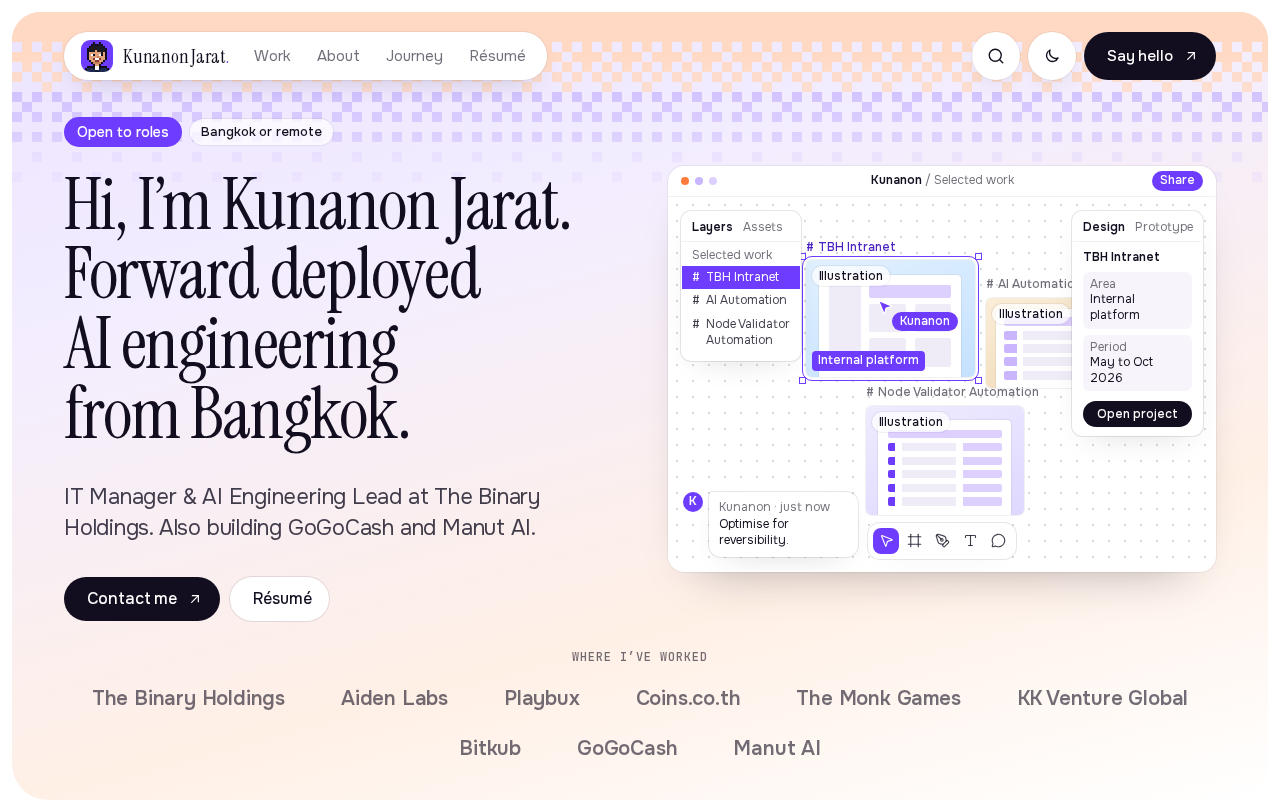 Kunanon Jarat.
Work
About
Journey
Résumé
Say hello
Open to roles
Bangkok or remote
Hi, I’m Kunanon Jarat.
Forward deployed
AI engineering
from Bangkok.
IT Manager & AI Engineering Lead at The Binary
Holdings. Also building GoGoCash and Manut AI.
Contact me
Résumé
Kunanon / Selected work
Share
Layers
Assets
Selected work
# TBH Intranet
# AI Automation
# Node Validator
Automation
# TBH Intranet
Illustration
Kunanon
Internal platform
# AI Automatio
Illustration
# Node Validator Automation
Illustration
Design
Prototype
TBH Intranet
Area
Internal
platform
Period
May to Oct
2026
Open project
K
Kunanon · just now
Optimise for
reversibility.
WHERE I’VE WORKED
The Binary Holdings
Aiden Labs
Playbux
Coins.co.th
The Monk Games
KK Venture Global
Bitkub
GoGoCash
Manut AI